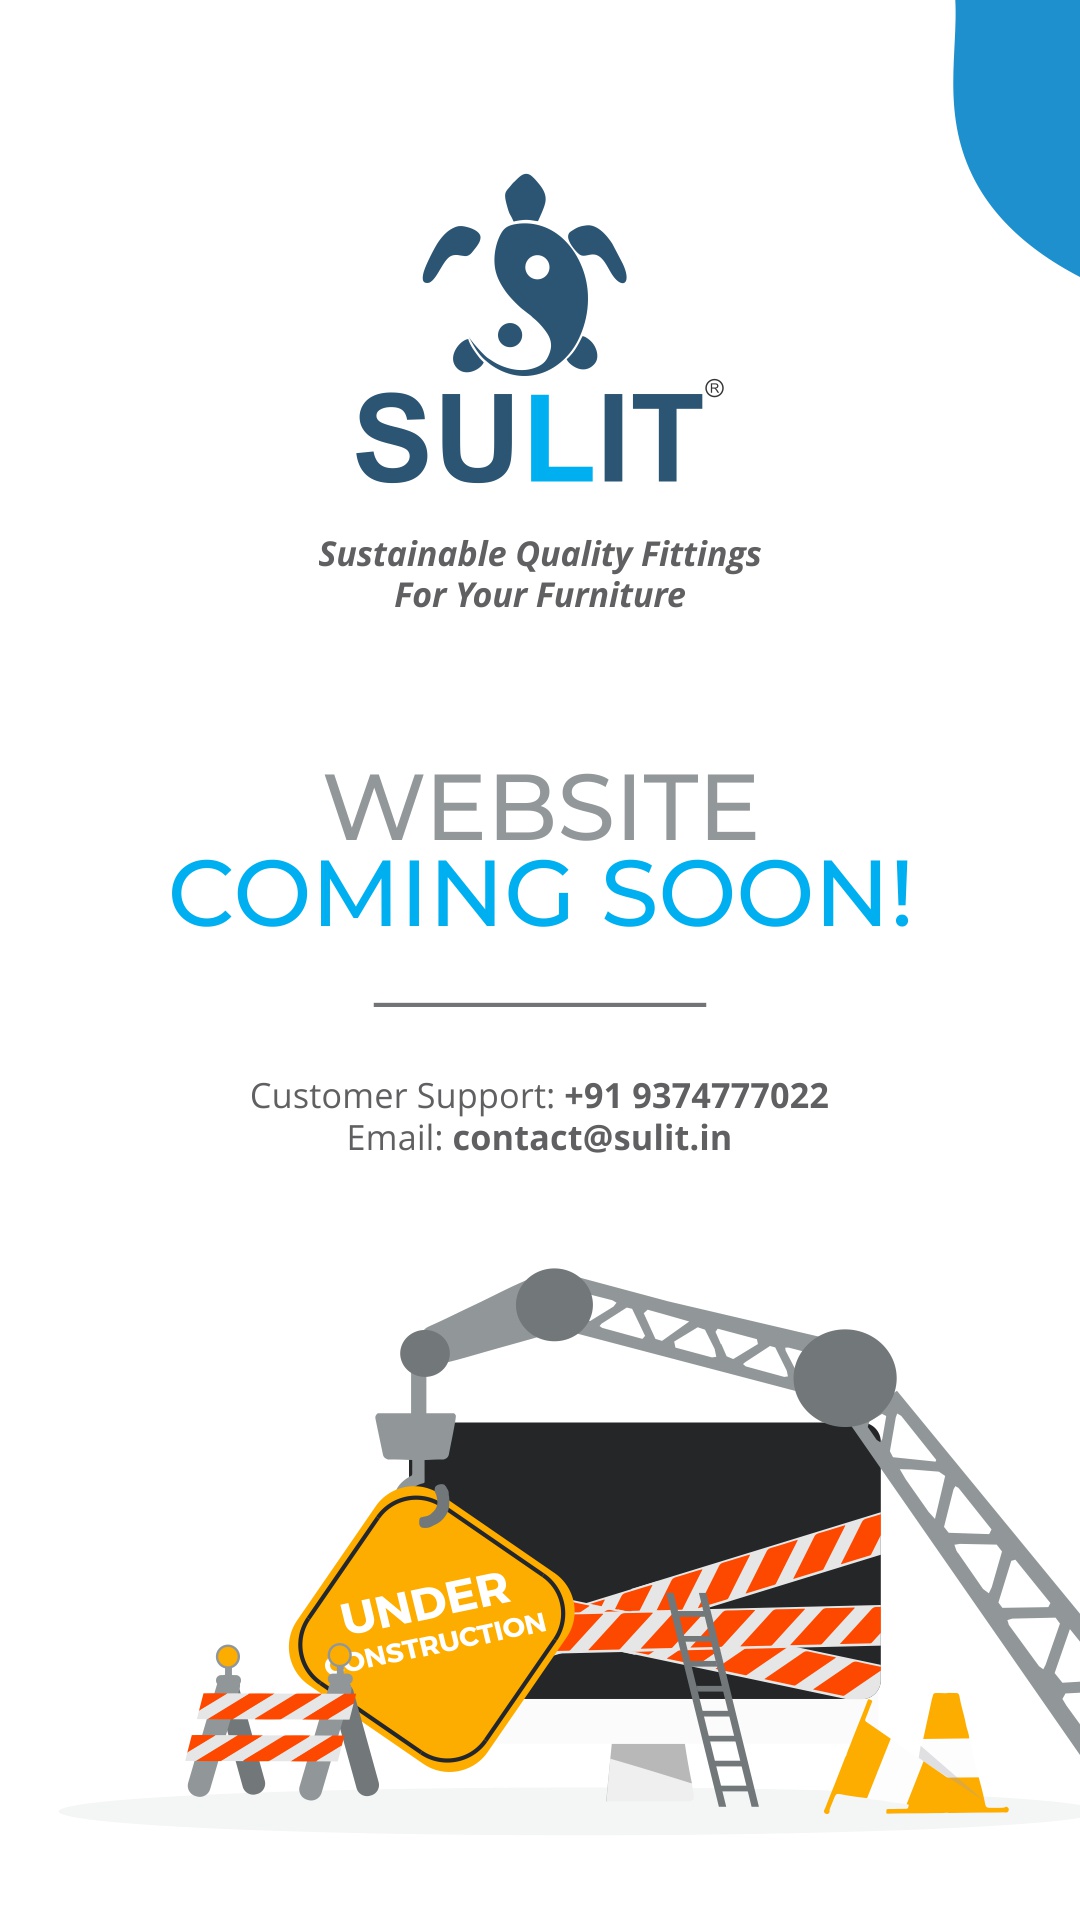 SULIT®
Sustainable Quality Fittings
For Your Furniture
WEBSITE
COMING SOON!
Customer Support: +91 9374777022
Email: contact@sulit.in
UNDER
CONSTRUCTION